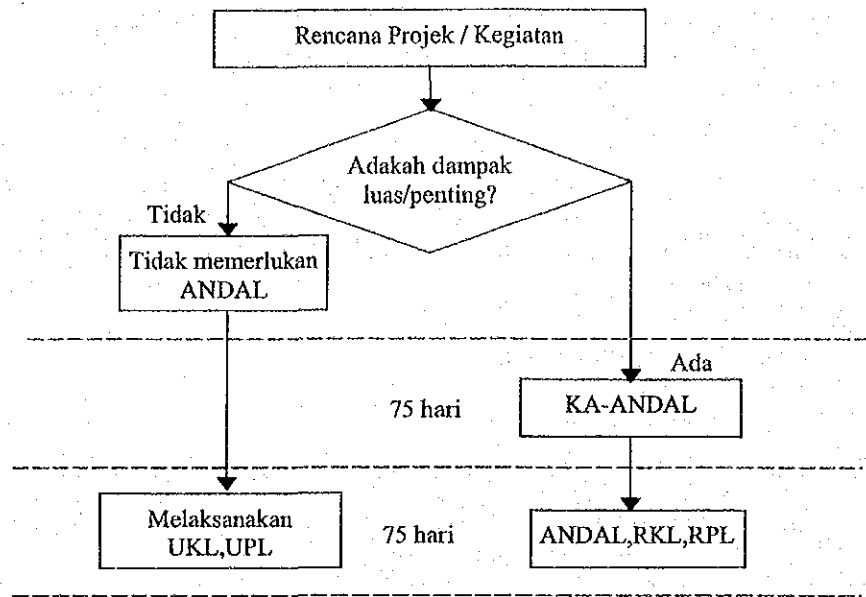 Rencana Projek / Kegiatan
Adakah dampak
luas/penting?
Tidak
Tidak memerlukan
ANDAL
Ada
75 hari
KA-ANDAL
Melaksanakan
UKL,UPL
75 hari
ANDAL,RKL,RPL